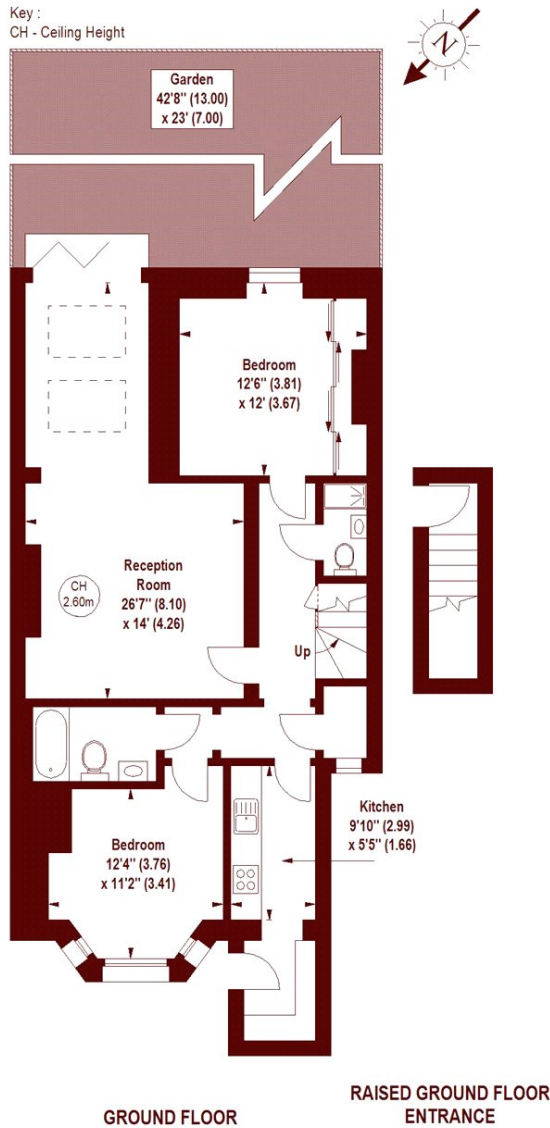 Key :
CH - Ceiling Height
N
Garden
42'8" (13.00)
x 23' (7.00)
Bedroom
12'6" (3.81)
x 12' (3.67)
Reception
Room
26'7" (8.10)
x 14' (4.26)
CH
2.60m
Up
Kitchen
9'10" (2.99)
x 5'5" (1.66)
Bedroom
12'4" (3.76)
x 11'2" (3.41)
GROUND FLOOR
RAISED GROUND FLOOR
ENTRANCE